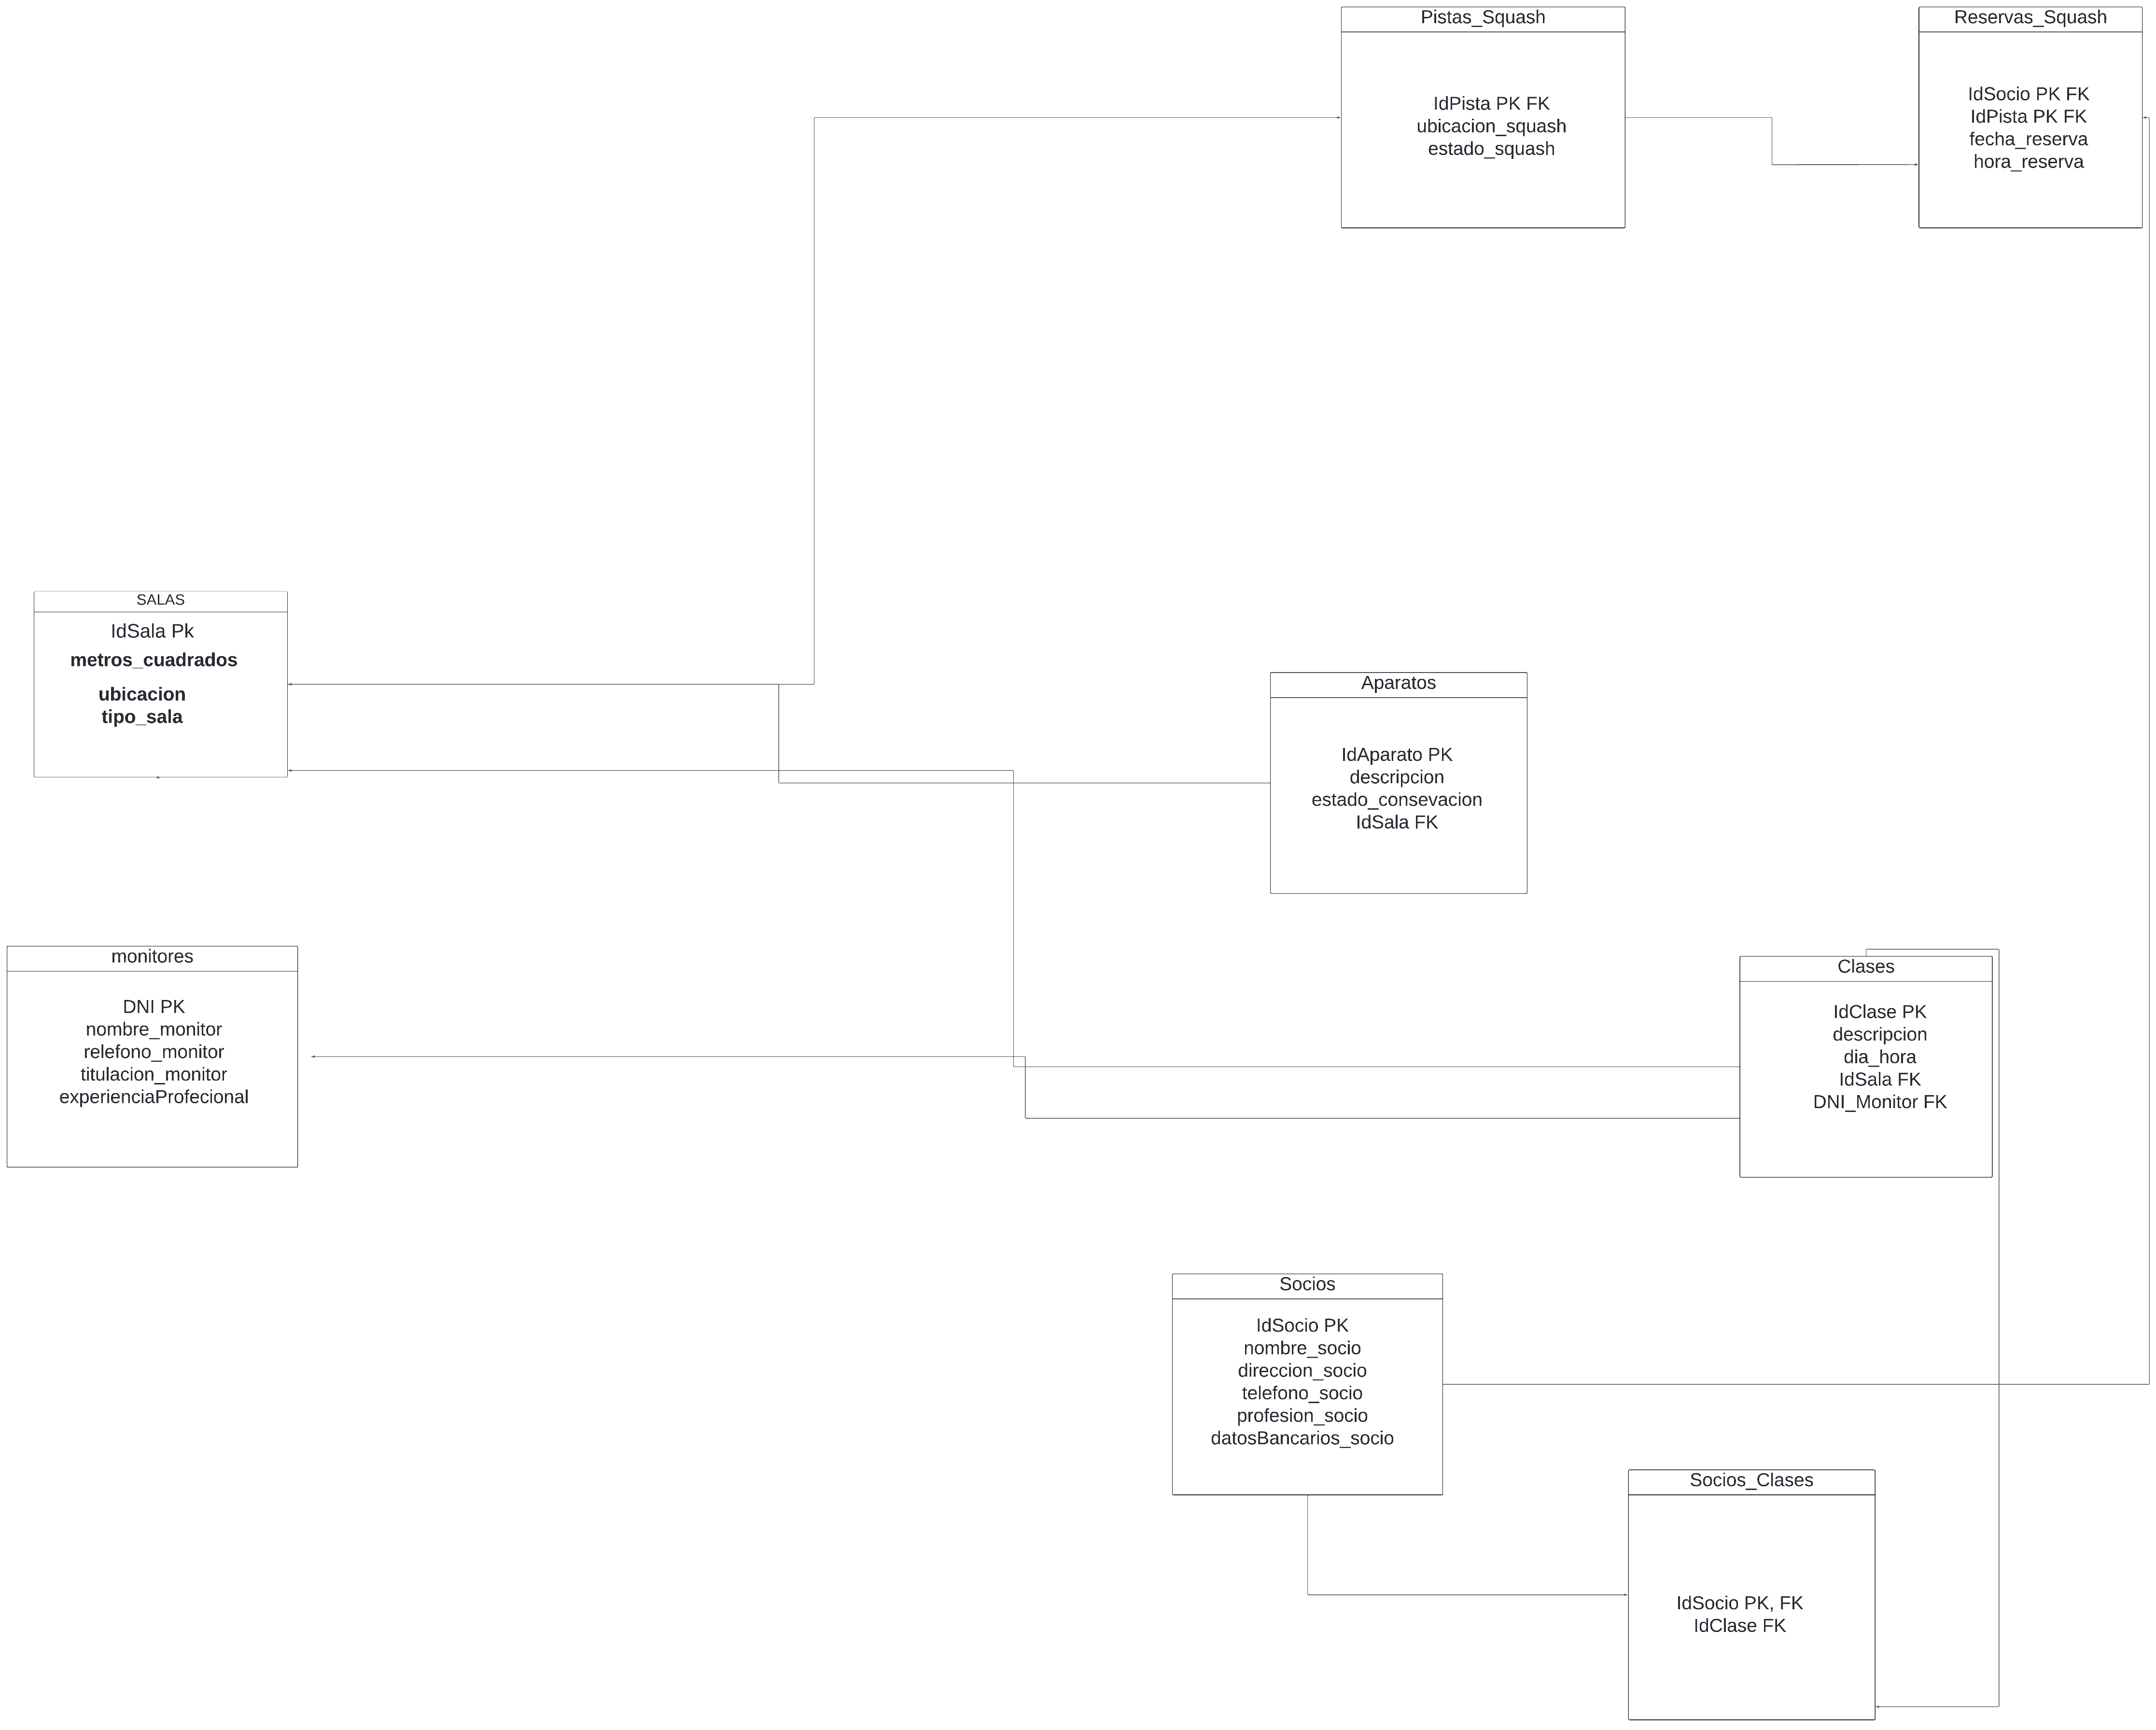 Pistas_Squash
IdPista PK FK
ubicacion_squash
estado_squash
Reservas_Squash
IdSocio PK FK
IdPista PK FK
fecha_reserva
hora_reserva
SALAS
IdSala Pk
metros_cuadrados
ubicacion
tipo_sala
Aparatos
IdAparato PK
descripcion
estado_consevacion
IdSala FK
monitores
DNI PK
nombre_monitor
relefono_monitor
titulacion_monitor
experienciaProfecional
Clases
IdClase PK
descripcion
dia_hora
IdSala FK
DNI_Monitor FK
Socios
IdSocio PK
nombre_socio
direccion_socio
telefono_socio
profesion_socio
datosBancarios_socio
Socios_Clases
IdSocio PK, FK
IdClase FK